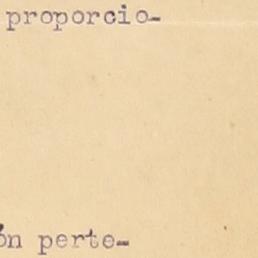 proporcio-
ón perte-